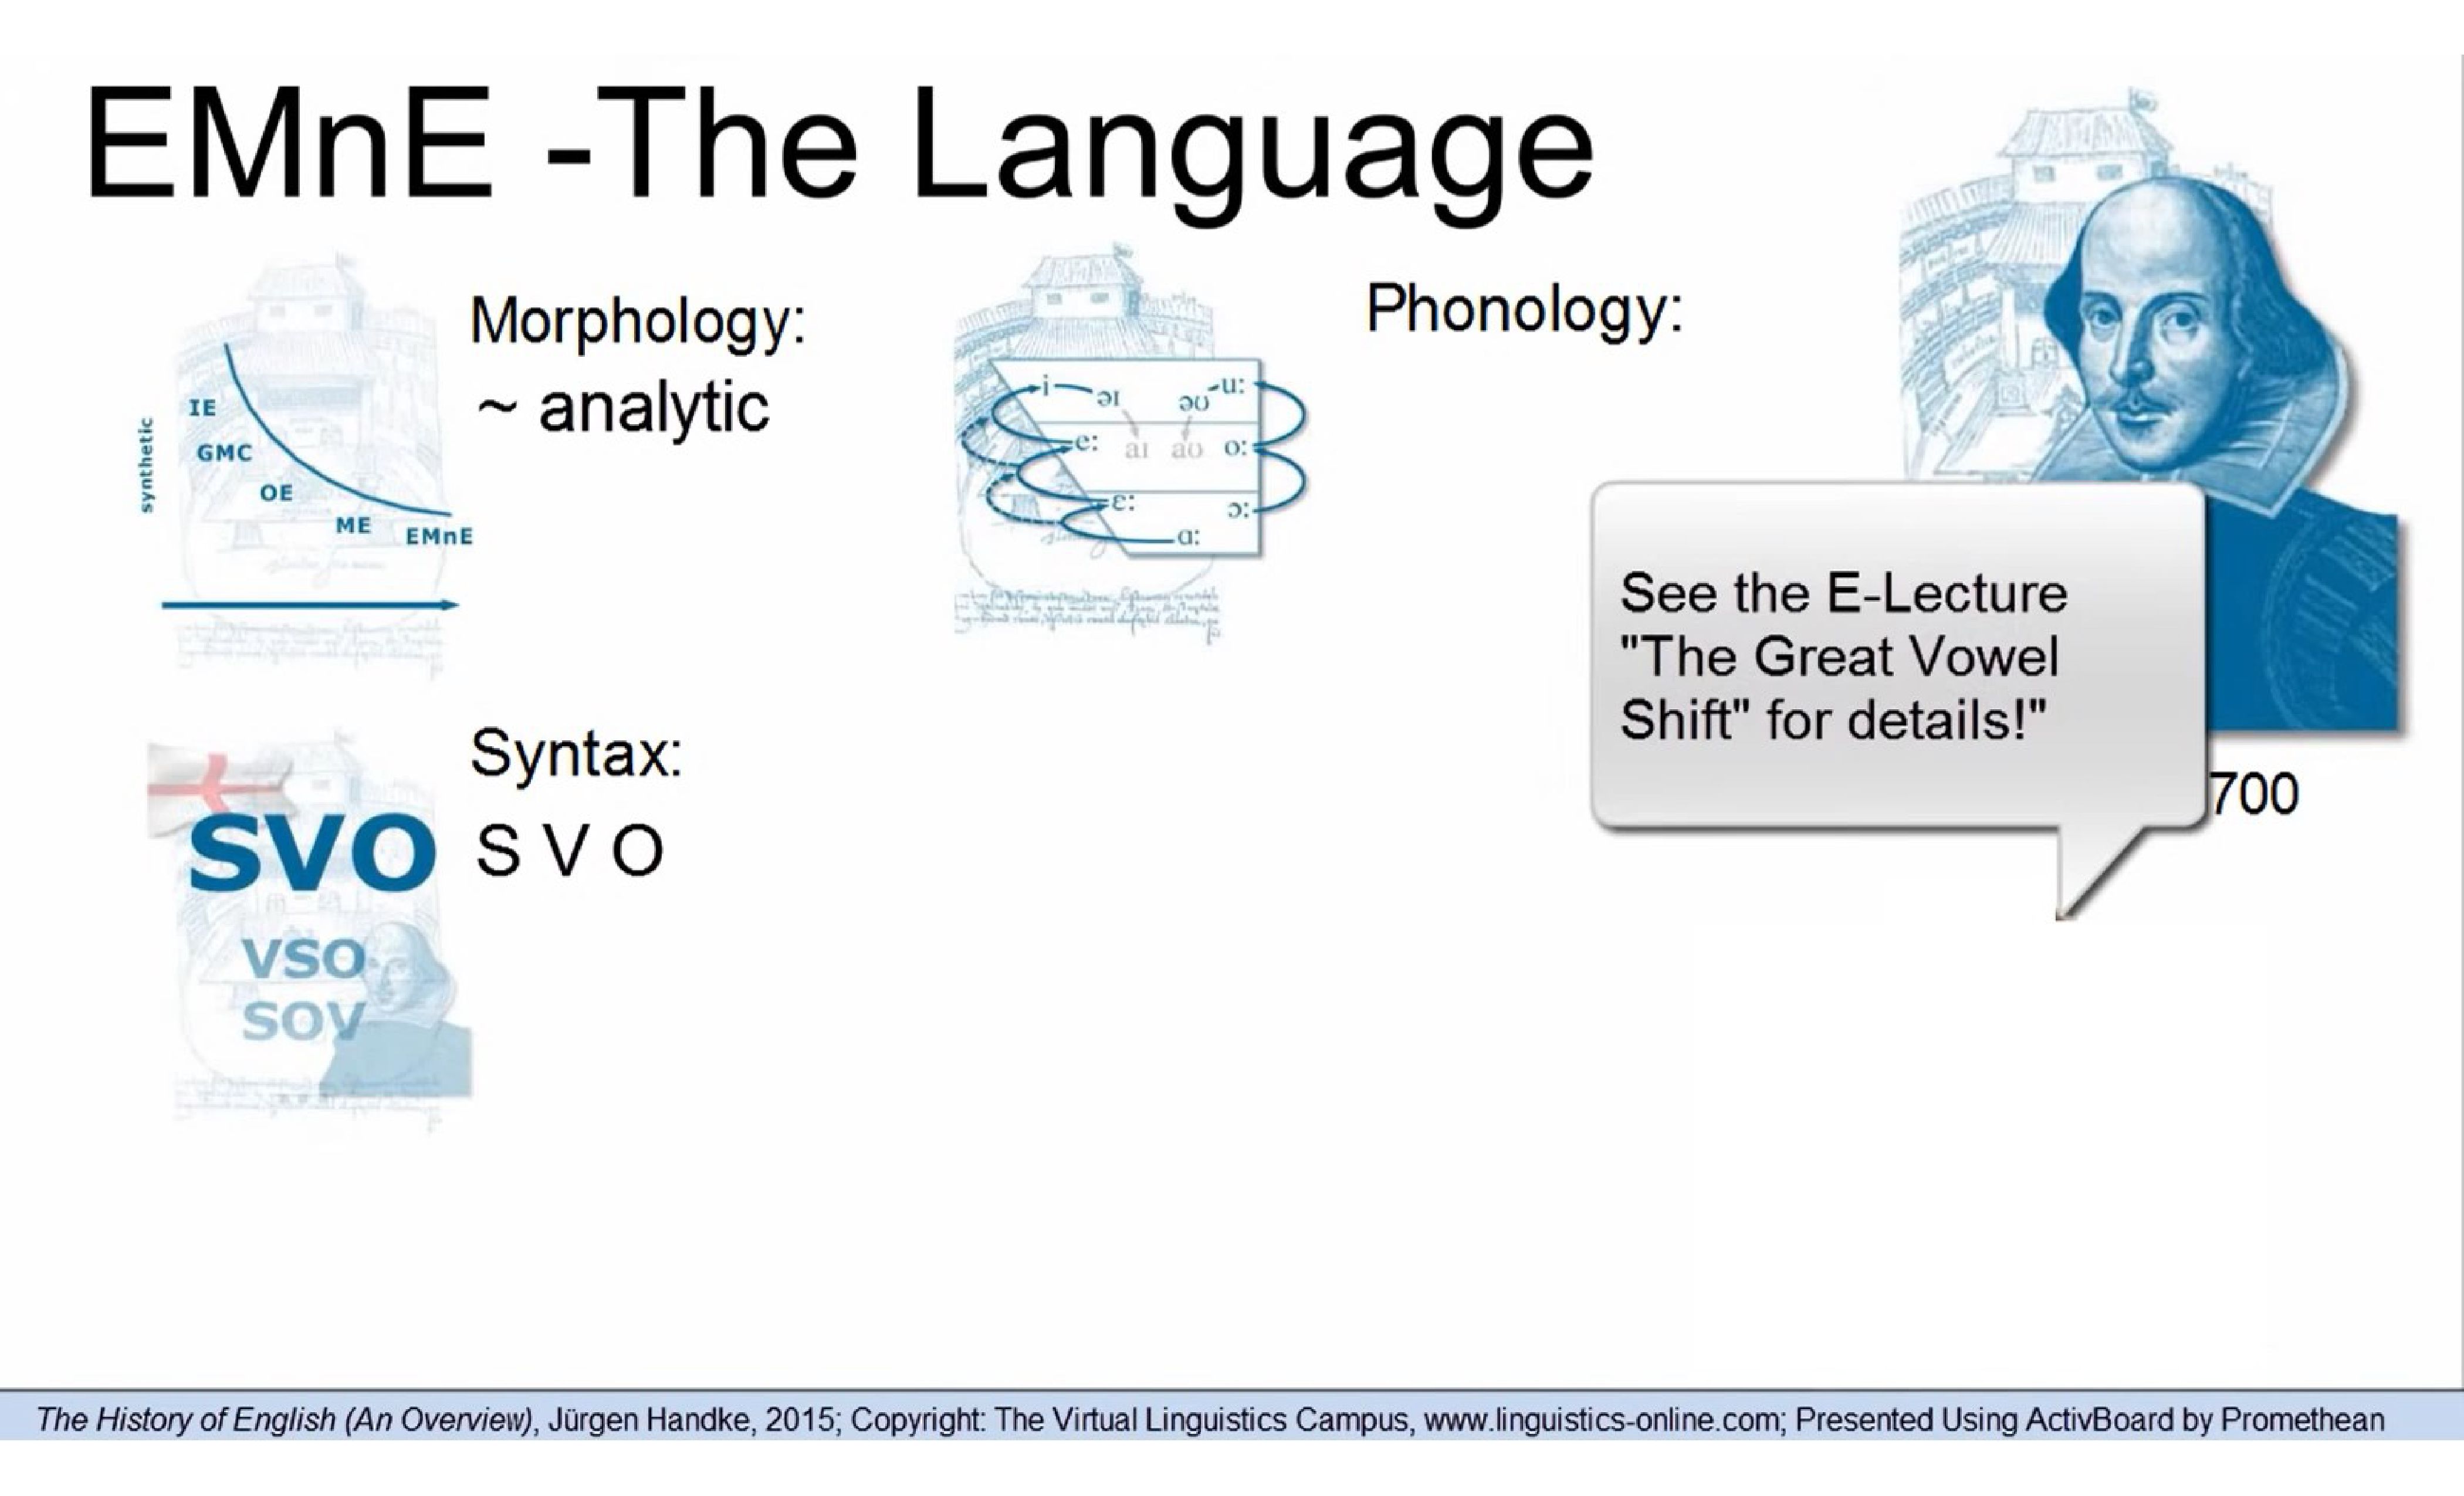 EMnE -The Language
Morphology:
~ analytic
synthetic
IE
GMC
OE
ME
EMnE
Phonology:
i
əɪ
əʊ
u:
e:
aɪ
aʊ
o:
ɛ:
ɔ:
ɑ:
See the E-Lecture
"The Great Vowel
Shift" for details!"
700
Syntax:
S V O
SVO
VSO
SOV
The History of English (An Overview), Jürgen Handke, 2015; Copyright: The Virtual Linguistics Campus, www.linguistics-online.com; Presented Using ActivBoard by Promethean